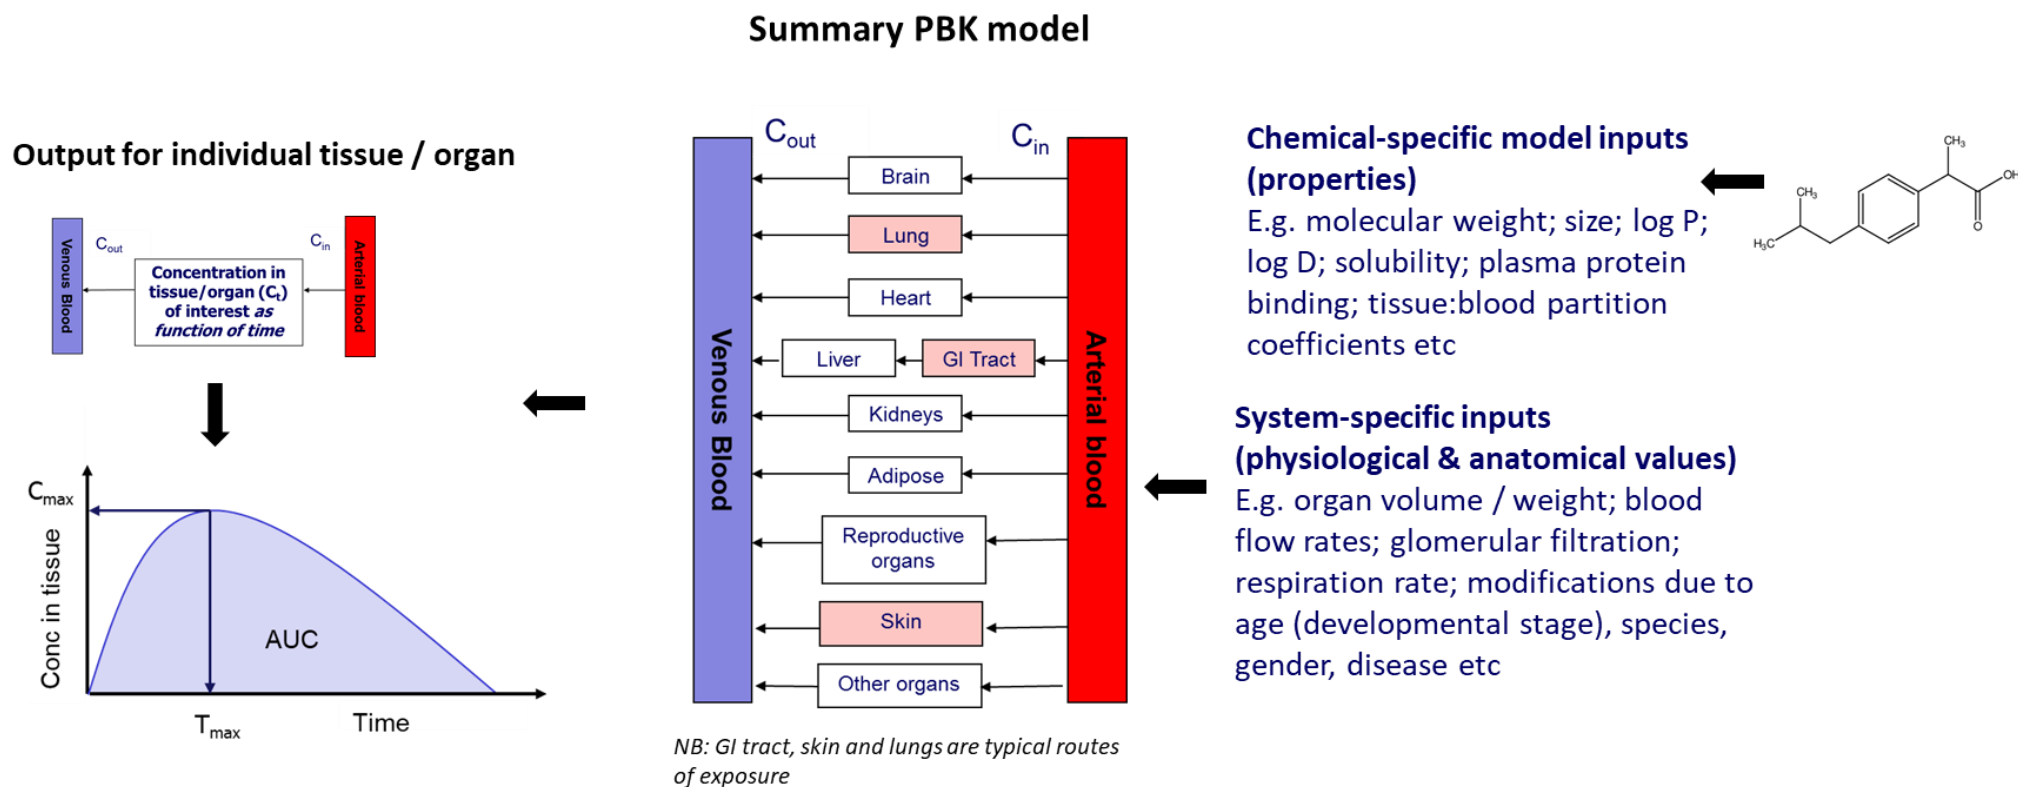 Summary PBK model
Output for individual tissue / organ
Venous Blood
Cout
Cin
Arterial blood
Concentration in
tissue/organ (Ct)
of interest as
function of time
Cmax
Conc in tissue
AUC
Tmax
Time
Cout
Cin
Venous Blood
Arterial blood
Brain
Lung
Heart
Liver
GI Tract
Kidneys
Adipose
Reproductive
organs
Skin
Other organs
NB: GI tract, skin and lungs are typical routes
of exposure
Chemical-specific model inputs
(properties)
E.g. molecular weight; size; log P;
log D; solubility; plasma protein
binding; tissue:blood partition
coefficients etc
CH3
OH
CH3
H3C
O
System-specific inputs
(physiological & anatomical values)
E.g. organ volume / weight; blood
flow rates; glomerular filtration;
respiration rate; modifications due to
age (developmental stage), species,
gender, disease etc